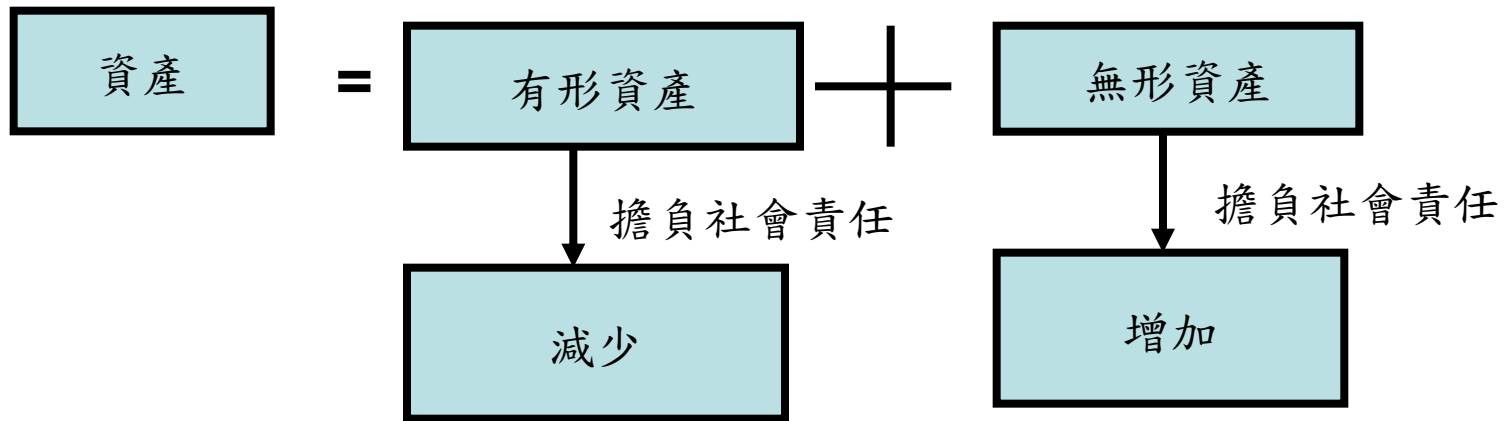 資產 = 有形資產 + 無形資產
擔負社會責任 擔負社會責任
減少 增加